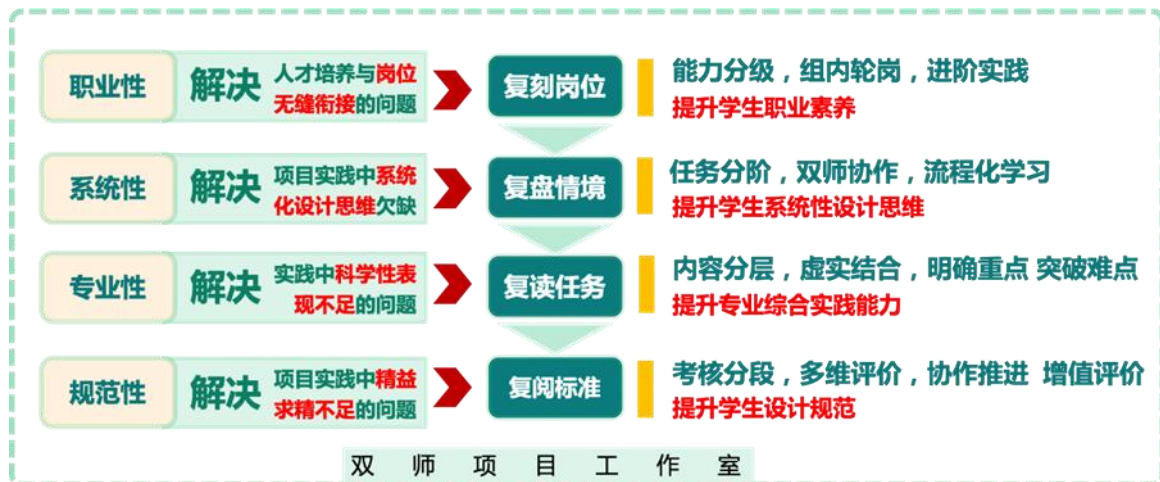 职业性
解决
人才培养与岗位
无缝衔接的问题
复刻岗位
能力分级，组内轮岗，进阶实践
提升学生职业素养
系统性
解决
项目实践中系统
化设计思维欠缺
复盘情境
任务分阶，双师协作，流程化学习
提升学生系统性设计思维
专业性
解决
实践中科学性表
现不足的问题
复读任务
内容分层，虚实结合，明确重点 突破难点
提升专业综合实践能力
规范性
解决
项目实践中精益
求精不足的问题
复阅标准
考核分段，多维评价，协作推进 增值评价
提升学生设计规范
双师项目工作室